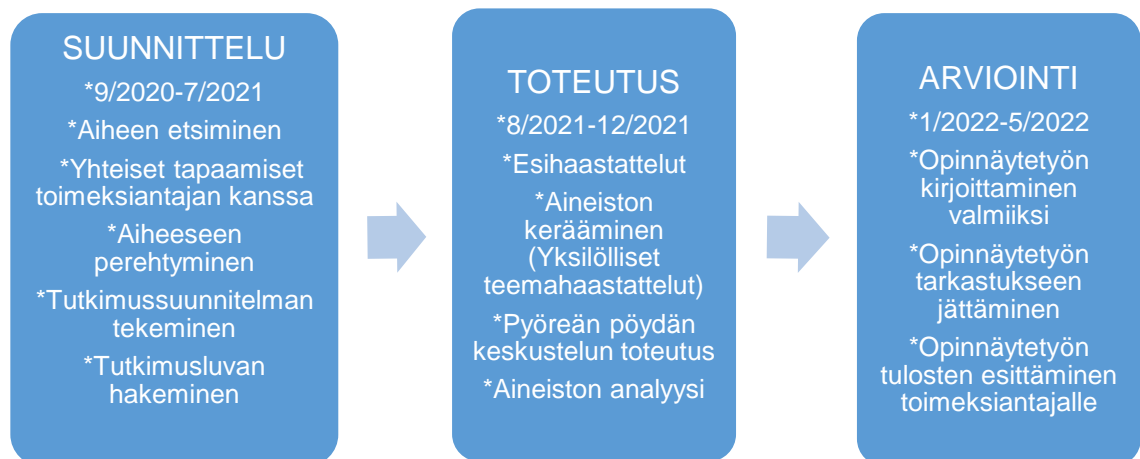 SUUNNITTELU
*9/2020-7/2021
*Aiheen etsiminen
*Yhteiset tapaamiset
toimeksiantajan kanssa
*Aiheeseen
perehtyminen
*Tutkimussuunnitelman
tekeminen
*Tutkimusluvan
hakeminen
TOTEUTUS
*8/2021-12/2021
*Esihaastattelut
*Aineiston
kerääminen
(Yksilölliset
teemahaastattelut)
*Pyöreän pöydän
keskustelun toteutus
*Aineiston analyysi
ARVIOINTI
*1/2022-5/2022
*Opinnäytetyön
kirjoittaminen
valmiiksi
*Opinnäytetyön
tarkastukseen
jättäminen
*Opinnäytetyön
tulosten esittäminen
toimeksiantajalle